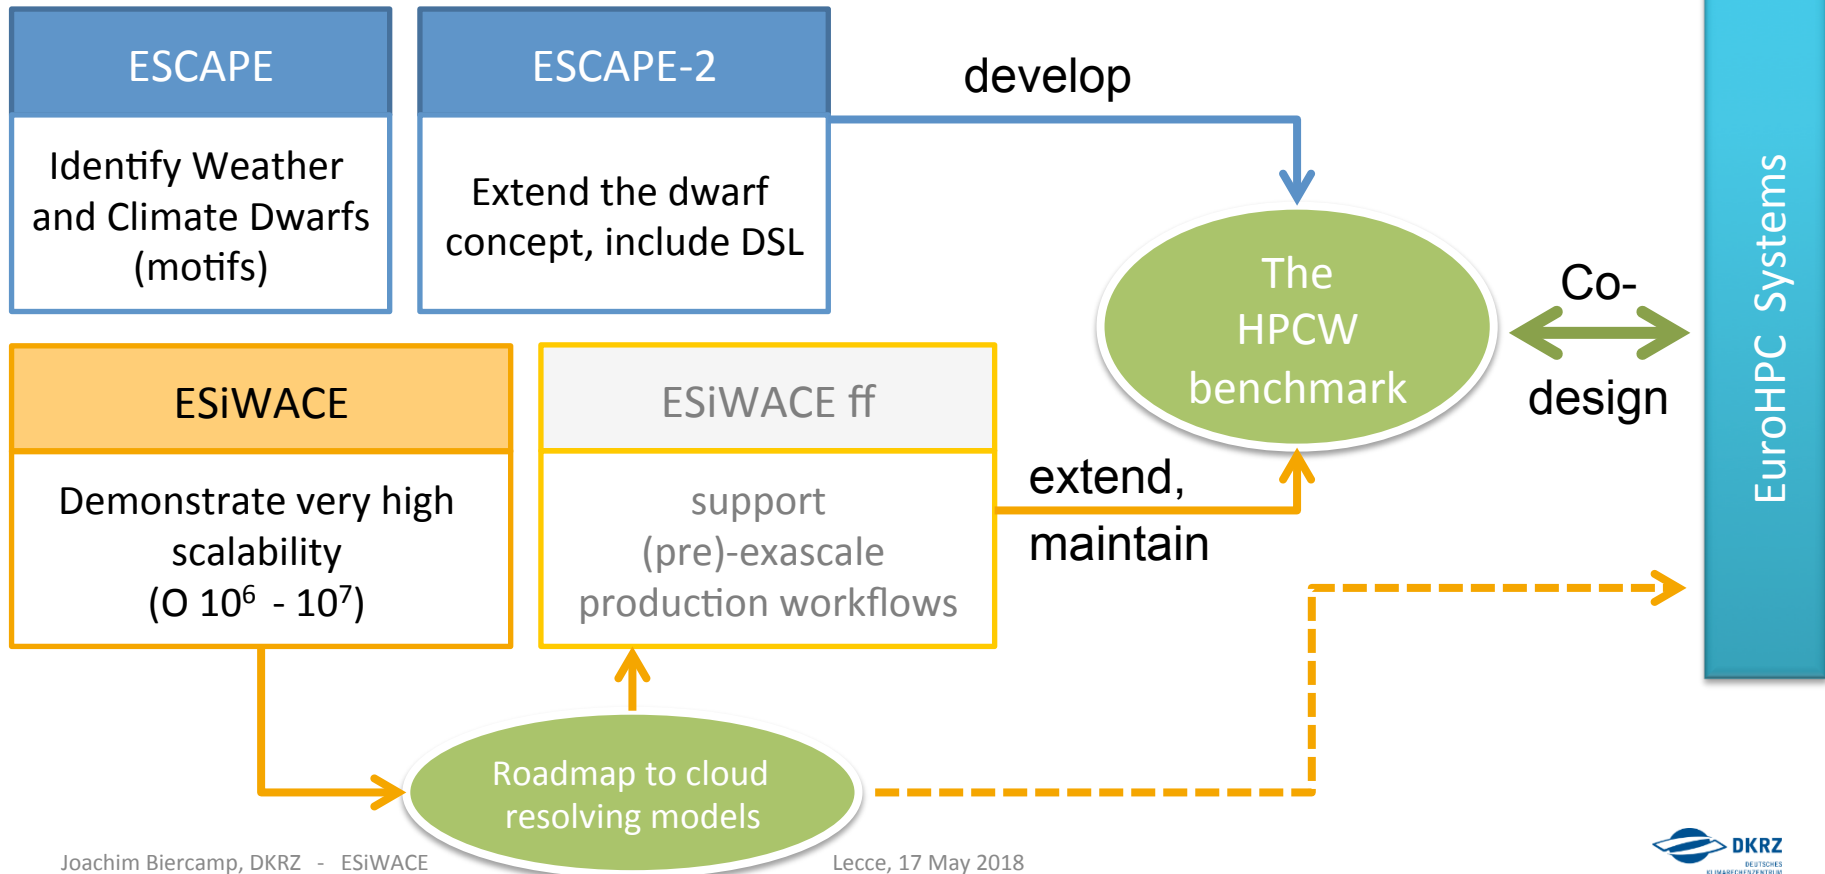 ESCAPE
Identify Weather
and Climate Dwarfs
(motifs)
ESCAPE-2
Extend the dwarf
concept, include DSL
develop
The
HPCW
benchmark
Co-
design
EuroHPC Systems
ESiWACE
Demonstrate very high
scalability
(O 10⁶ - 10⁷)
ESiWACE ff
support
(pre)-exascale
production workflows
extend,
maintain
Roadmap to cloud
resolving models
Joachim Biercamp, DKRZ - ESiWACE
Lecce, 17 May 2018
DKRZ
DEUTSCHES
KLIMARECHENZENTRUM